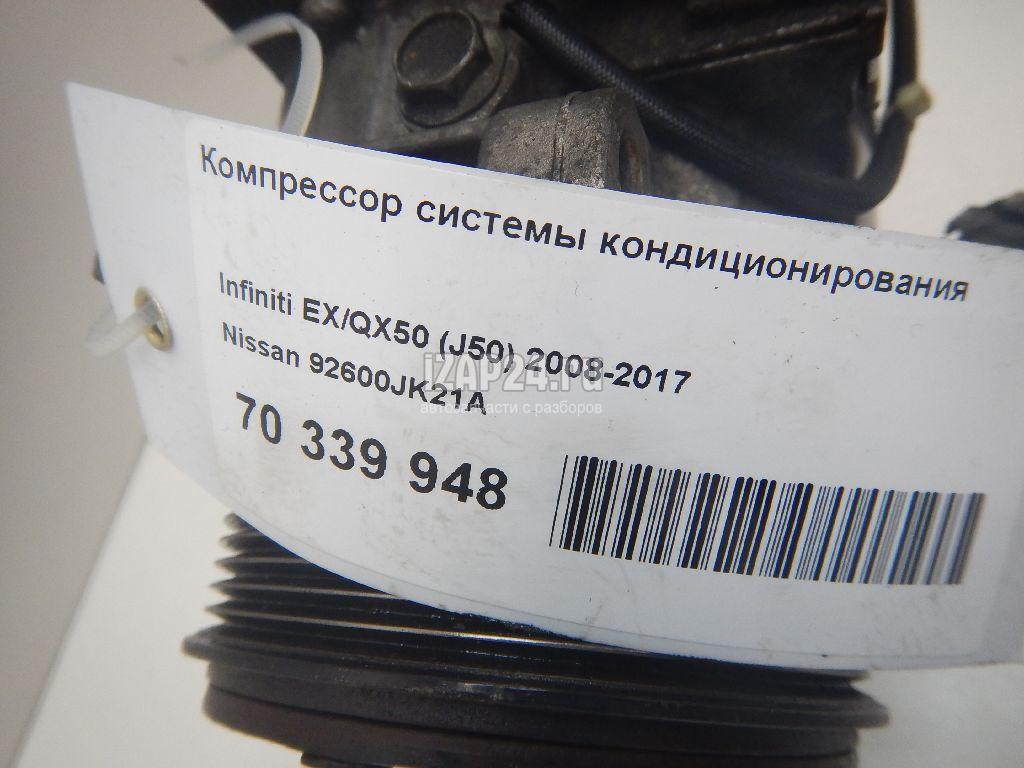 Компрессор системы кондиционирования
Infiniti EX/QX50 (J50) 2008-2017
Nissan 92600JK21A
iZAP24.ru
автозапчасти с разборов
70 339 948